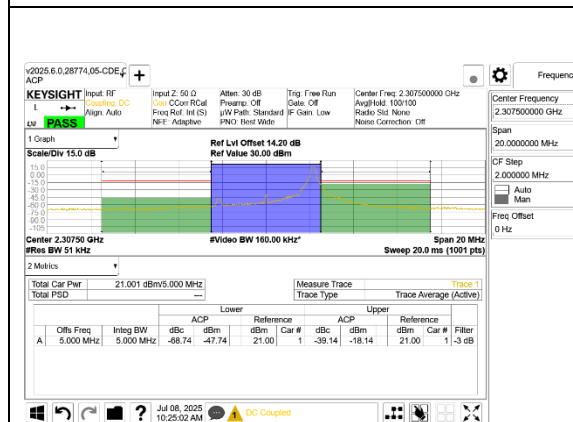 v2025.6.0,28774,05-CDE,C
ACP
KEYSIGHT Input: RF Input Z: 50 Ω Atten: 30 dB Trig: Free Run Center Freq: 2.307500000 GHz
L Coupling: DC Corr CCorr RCal Preamp: Off Gate: Off Avg|Hold: 100/100
Align: Auto Freq Ref: Int (S) µW Path: Standard IF Gain: Low Radio Std: None
PASS NFE: Adaptive PNO: Best Wide Noise Correction: Off
1 Graph
Scale/Div 15.0 dB
Ref Lvl Offset 14.20 dB
Ref Value 30.00 dBm
15.0
0.00
-15.0
-30.0
-45.0
-60.0
-75.0
-90.0
-105
Center 2.30750 GHz #Video BW 160.00 kHz* Span 20 MHz
#Res BW 51 kHz Sweep 20.0 ms (1001 pts)
2 Metrics
Total Car Pwr 21.001 dBm/5.000 MHz Measure Trace Trace 1
Total PSD --- Trace Type Trace Average (Active)
Lower Upper
ACP Reference ACP Reference
Offs Freq Integ BW dBc dBm dBm Car # dBc dBm dBm Car # Filter
A 5.000 MHz 5.000 MHz -68.74 -47.74 21.00 1 -39.14 -18.14 21.00 1 -3 dB
Jul 08, 2025
10:25:02 AM
DC Coupled
Frequenc
Center Frequency
2.307500000 GHz
Span
20.0000000 MHz
CF Step
2.000000 MHz
Auto
Man
Freq Offset
0 Hz